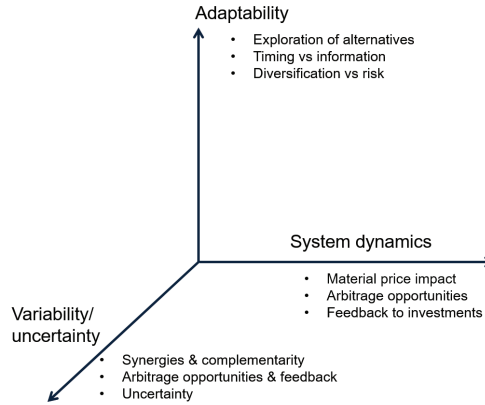 Adaptability
• Exploration of alternatives
• Timing vs information
• Diversification vs risk
System dynamics
• Material price impact
• Arbitrage opportunities
• Feedback to investments
Variability/
uncertainty
• Synergies & complementarity
• Arbitrage opportunities & feedback
• Uncertainty